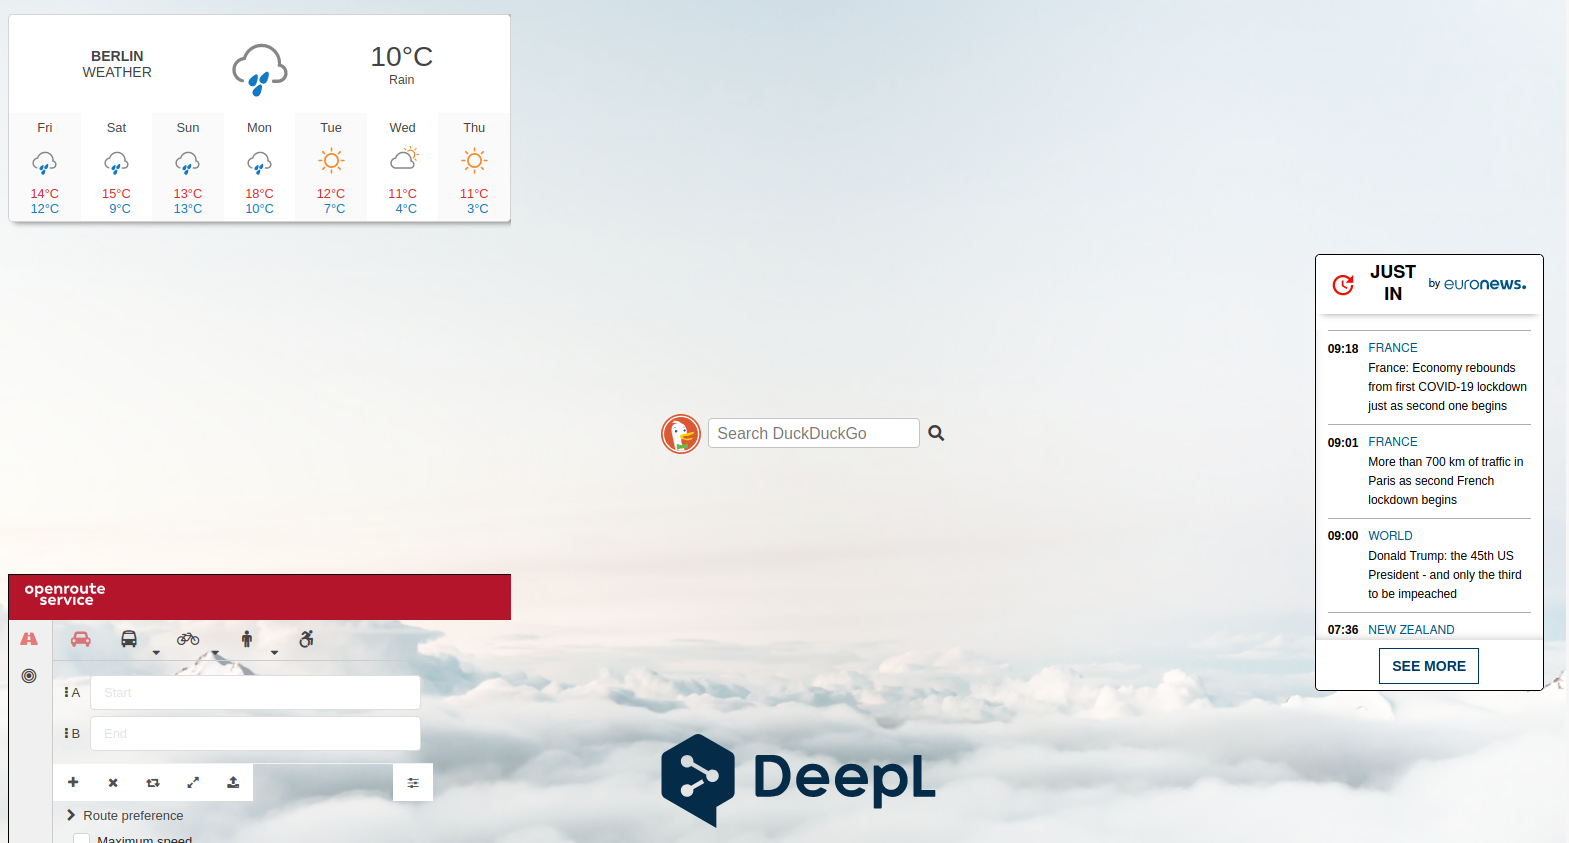 BERLIN
WEATHER
10°C
Rain
Fri Sat Sun Mon Tue Wed Thu
14°C 15°C 13°C 18°C 12°C 11°C 11°C
12°C 9°C 13°C 10°C 7°C 4°C 3°C
JUST
IN
by euronews.
09:18 FRANCE
France: Economy rebounds
from first COVID-19 lockdown
just as second one begins
09:01 FRANCE
More than 700 km of traffic in
Paris as second French
lockdown begins
09:00 WORLD
Donald Trump: the 45th US
President - and only the third
to be impeached
07:36 NEW ZEALAND
SEE MORE
Search DuckDuckGo
openroute
service
A Start
B End
Route preference
Maximum speed
DeepL